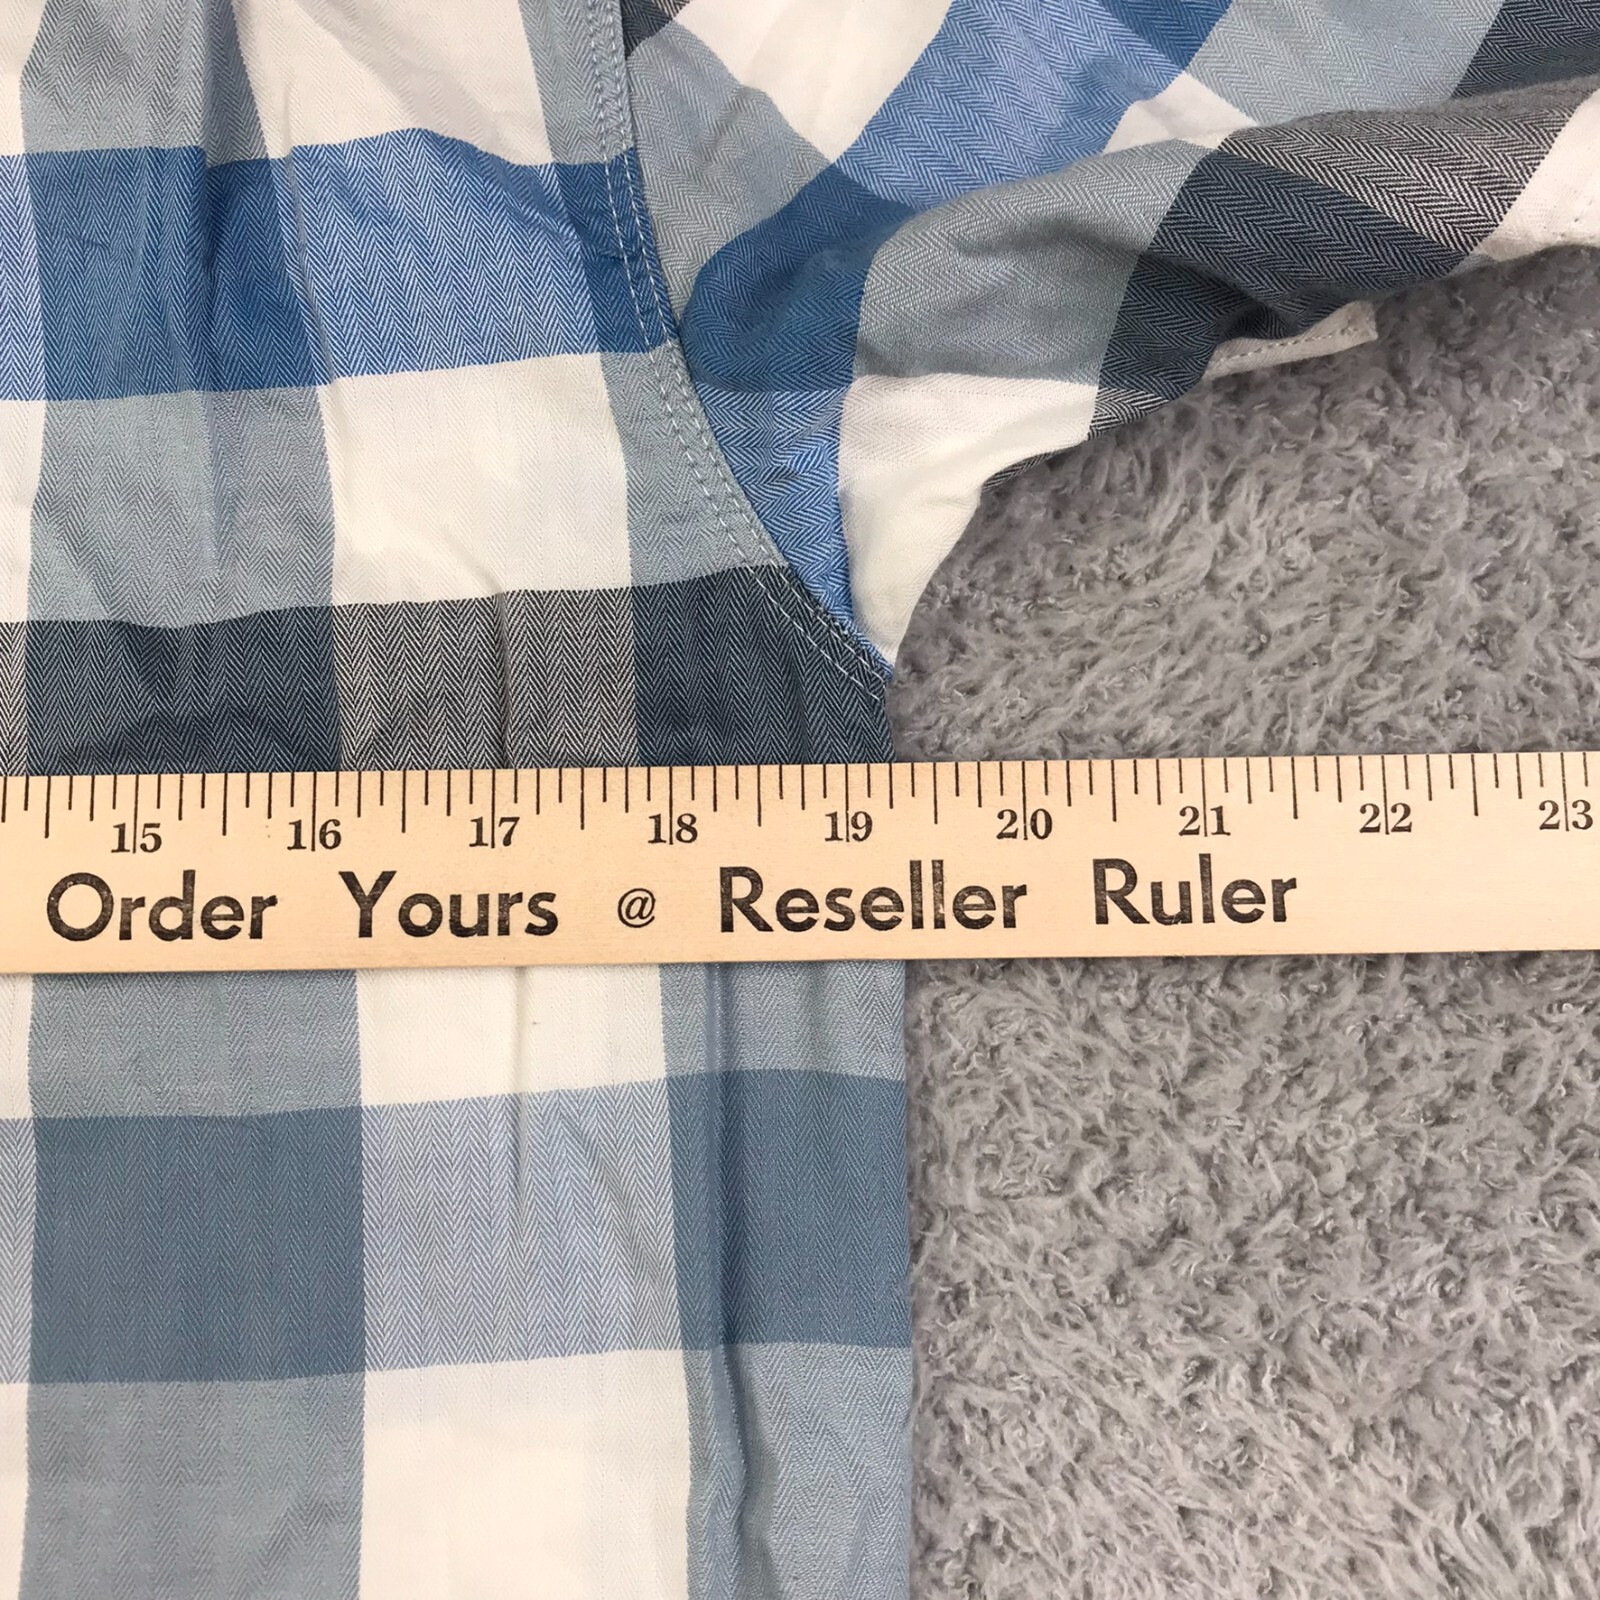 15 16 17 18 19 20 21 22 23
Order Yours @ Reseller Ruler